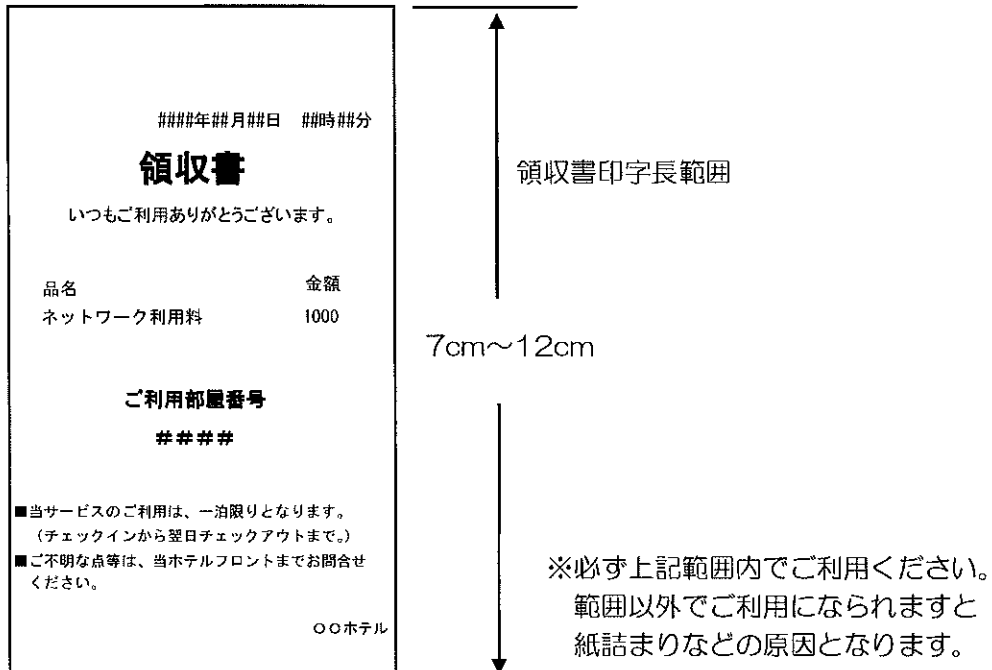 ####年##月##日 ##時##分
領収書
いつもご利用ありがとうございます。
品名 金額
ネットワーク利用料 1000
ご利用部屋番号
####
■当サービスのご利用は、一泊限りとなります。
(チェックインから翌日チェックアウトまで。)
■ご不明な点等は、当ホテルフロントまでお問合せ
ください。
○○ホテル
領収書印字長範囲
7cm～12cm
※必ず上記範囲内でご利用ください。
範囲以外でご利用になられますと
紙詰まりなどの原因となります。